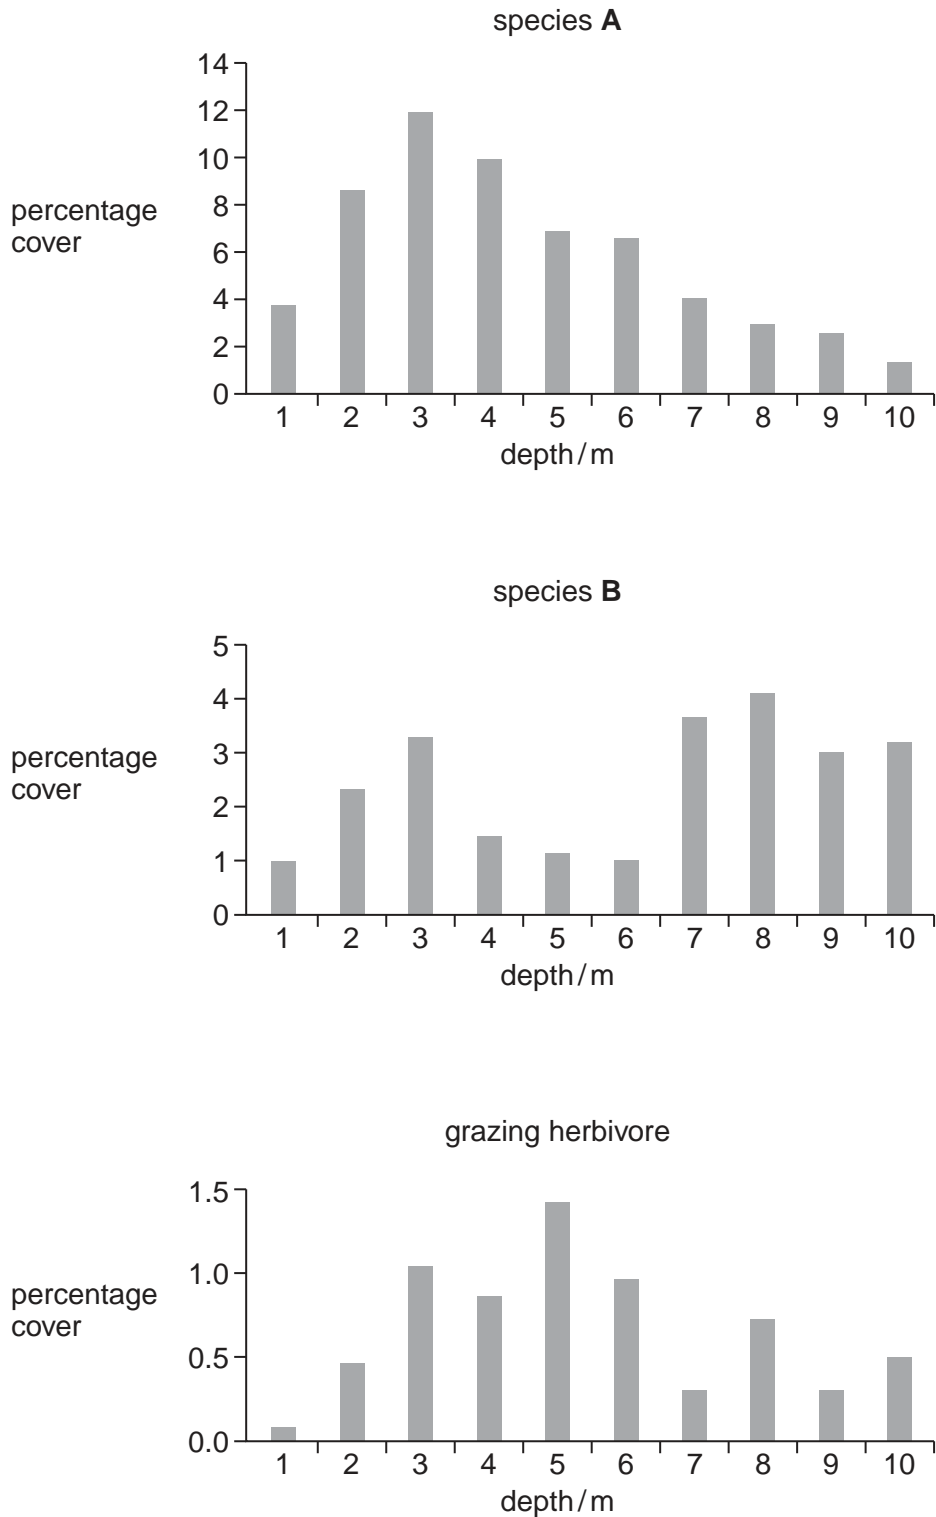 species A
14
12
10
8
6
4
2
0
percentage
cover
1 2 3 4 5 6 7 8 9 10
depth/m
species B
5
4
3
2
1
0
percentage
cover
1 2 3 4 5 6 7 8 9 10
depth/m
grazing herbivore
1.5
1.0
0.5
0.0
percentage
cover
1 2 3 4 5 6 7 8 9 10
depth/m